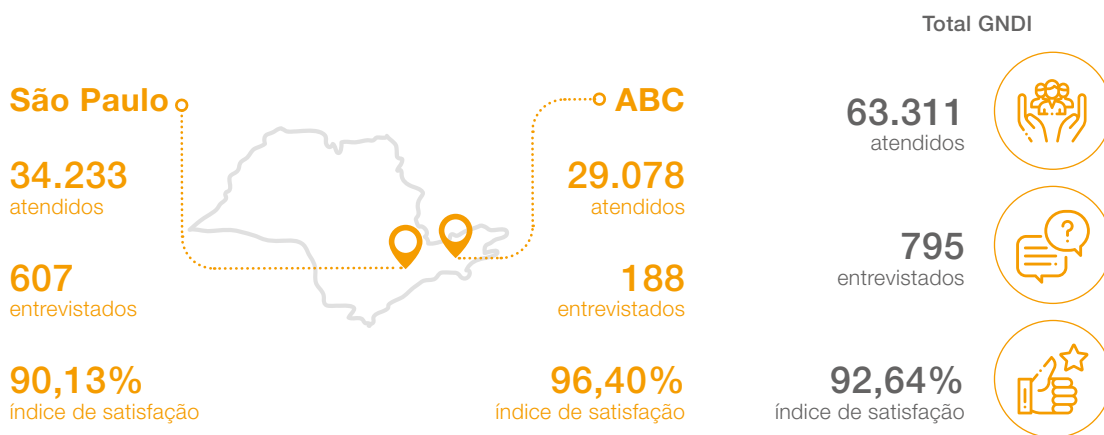 Total GNDI
São Paulo
34.233
atendidos
607
entrevistados
90,13%
índice de satisfação
ABC
29.078
atendidos
188
entrevistados
96,40%
índice de satisfação
63.311
atendidos
795
entrevistados
92,64%
índice de satisfação
?